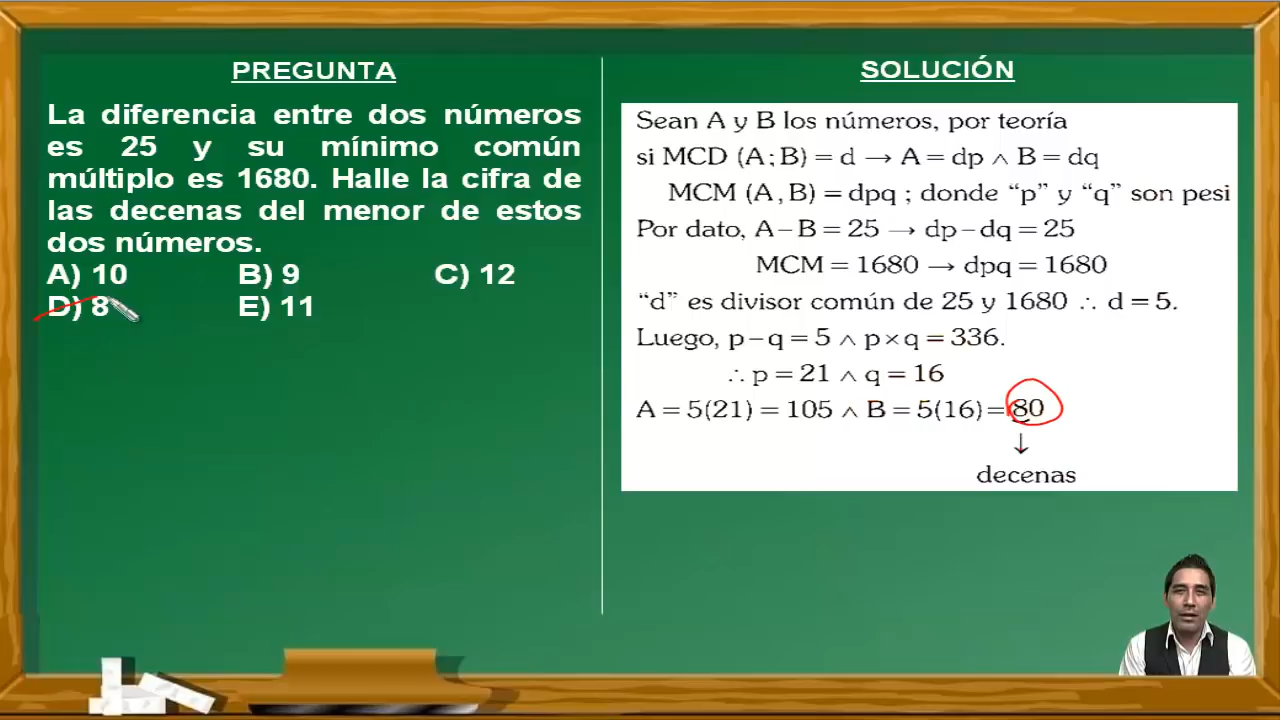 PREGUNTA
La diferencia entre dos números
es 25 y su mínimo común
múltiplo es 1680. Halle la cifra de
las decenas del menor de estos
dos números.
A) 10 B) 9 C) 12
D) 8 E) 11
SOLUCIÓN
Sean A y B los números, por teoría
si MCD (A ; B) = d → A = dp ∧ B = dq
MCM (A , B) = dpq ; donde “p” y “q” son pesi
Por dato, A – B = 25 → dp – dq = 25
MCM = 1680 → dpq = 1680
“d” es divisor común de 25 y 1680 ∴ d = 5.
Luego, p – q = 5 ∧ p × q = 336.
∴ p = 21 ∧ q = 16
A = 5(21) = 105 ∧ B = 5(16) = 80
↓
decenas